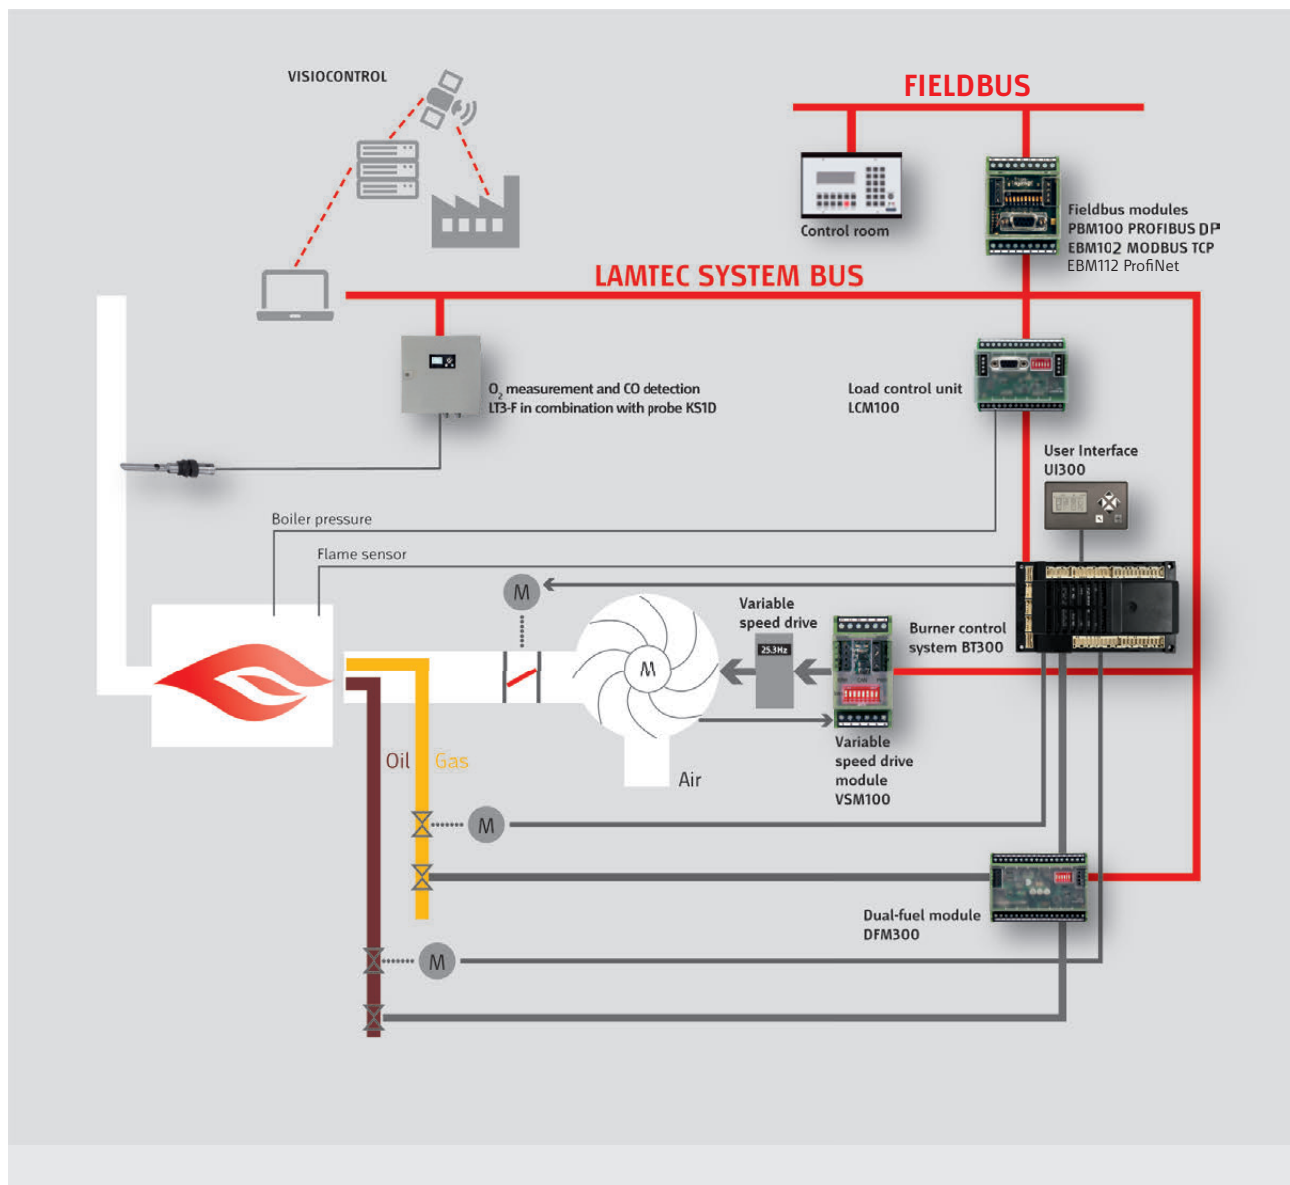 VISIOCONTROL
FIELDBUS
Control room
Fieldbus modules
PBM100 PROFIBUS DP
EBM102 MODBUS TCP
EBM112 ProfiNet
LAMTEC SYSTEM BUS
O2 measurement and CO detection
LT3-F in combination with probe KS1D
Load control unit
LCM100
User Interface
UI300
Boiler pressure
Flame sensor
M
Variable
speed drive
25.3Hz
Burner control
system BT300
M
Oil
Gas
Air
Variable
speed drive
module
VSM100
M
Dual-fuel module
DFM300
M